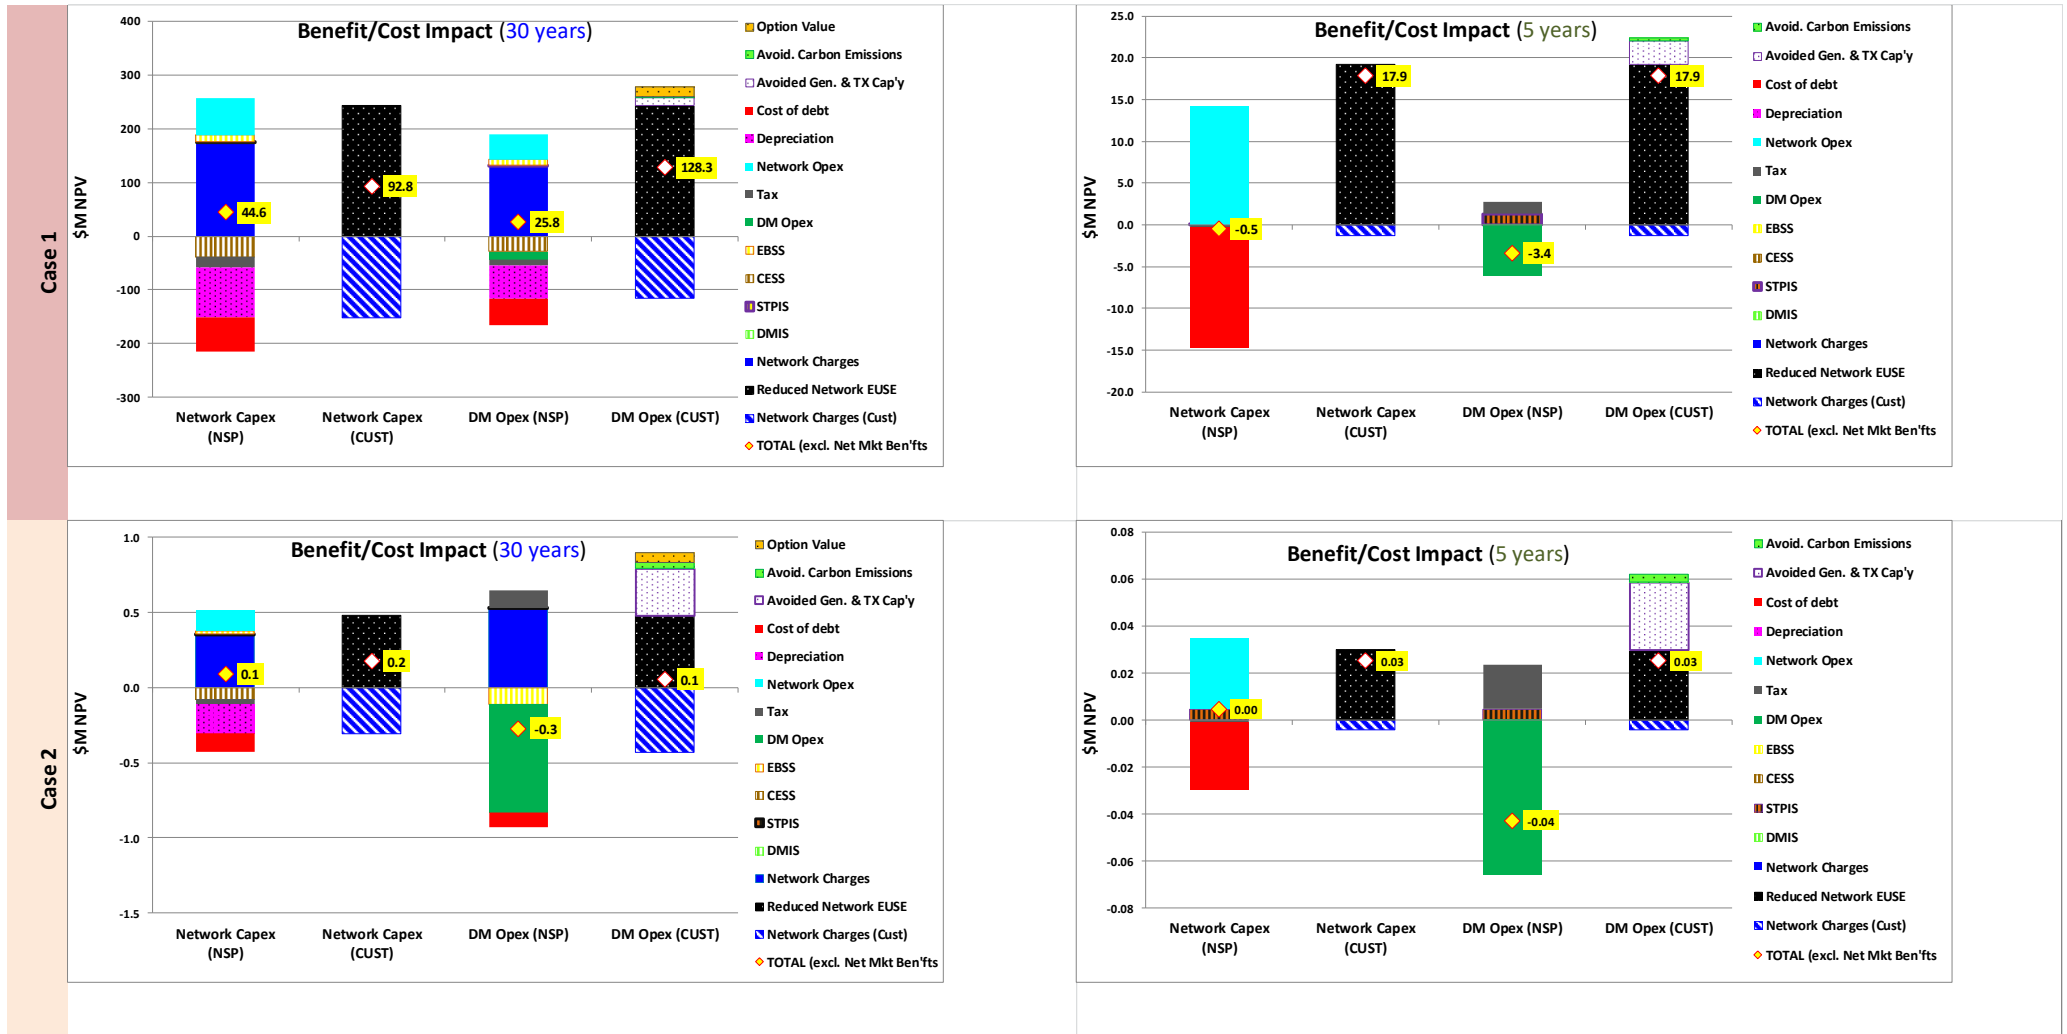 Case 1
Benefit/Cost Impact (30 years)
$MNPV
400
300
200
100
0
-100
-200
-300
44.6
92.8
25.8
128.3
Network Capex
(NSP)
Network Capex
(CUST)
DM Opex (NSP)
DM Opex (CUST)
Option Value
Avoid. Carbon Emissions
Avoided Gen. & TX Cap'y
Cost of debt
Depreciation
Network Opex
Tax
DM Opex
EBSS
CESS
STPIS
DMIS
Network Charges
Reduced Network EUSE
Network Charges (Cust)
TOTAL (excl. Net Mkt Ben'fts
Benefit/Cost Impact (5 years)
$MNPV
25.0
20.0
15.0
10.0
5.0
0.0
-5.0
-10.0
-15.0
-20.0
-0.5
17.9
-3.4
17.9
Network Capex
(NSP)
Network Capex
(CUST)
DM Opex (NSP)
DM Opex (CUST)
Avoid. Carbon Emissions
Avoided Gen. & TX Cap'y
Cost of debt
Depreciation
Network Opex
Tax
DM Opex
EBSS
CESS
STPIS
DMIS
Network Charges
Reduced Network EUSE
Network Charges (Cust)
TOTAL (excl. Net Mkt Ben'fts
Case 2
Benefit/Cost Impact (30 years)
$MNPV
1.0
0.5
0.0
-0.5
-1.0
-1.5
0.1
0.2
-0.3
0.1
Network Capex
(NSP)
Network Capex
(CUST)
DM Opex (NSP)
DM Opex (CUST)
Option Value
Avoid. Carbon Emissions
Avoided Gen. & TX Cap'y
Cost of debt
Depreciation
Network Opex
Tax
DM Opex
EBSS
CESS
STPIS
DMIS
Network Charges
Reduced Network EUSE
Network Charges (Cust)
TOTAL (excl. Net Mkt Ben'fts
Benefit/Cost Impact (5 years)
$MNPV
0.08
0.06
0.04
0.02
0.00
-0.02
-0.04
-0.06
-0.08
0.00
0.03
-0.04
0.03
Network Capex
(NSP)
Network Capex
(CUST)
DM Opex (NSP)
DM Opex (CUST)
Avoid. Carbon Emissions
Avoided Gen. & TX Cap'y
Cost of debt
Depreciation
Network Opex
Tax
DM Opex
EBSS
CESS
STPIS
DMIS
Network Charges
Reduced Network EUSE
Network Charges (Cust)
TOTAL (excl. Net Mkt Ben'fts